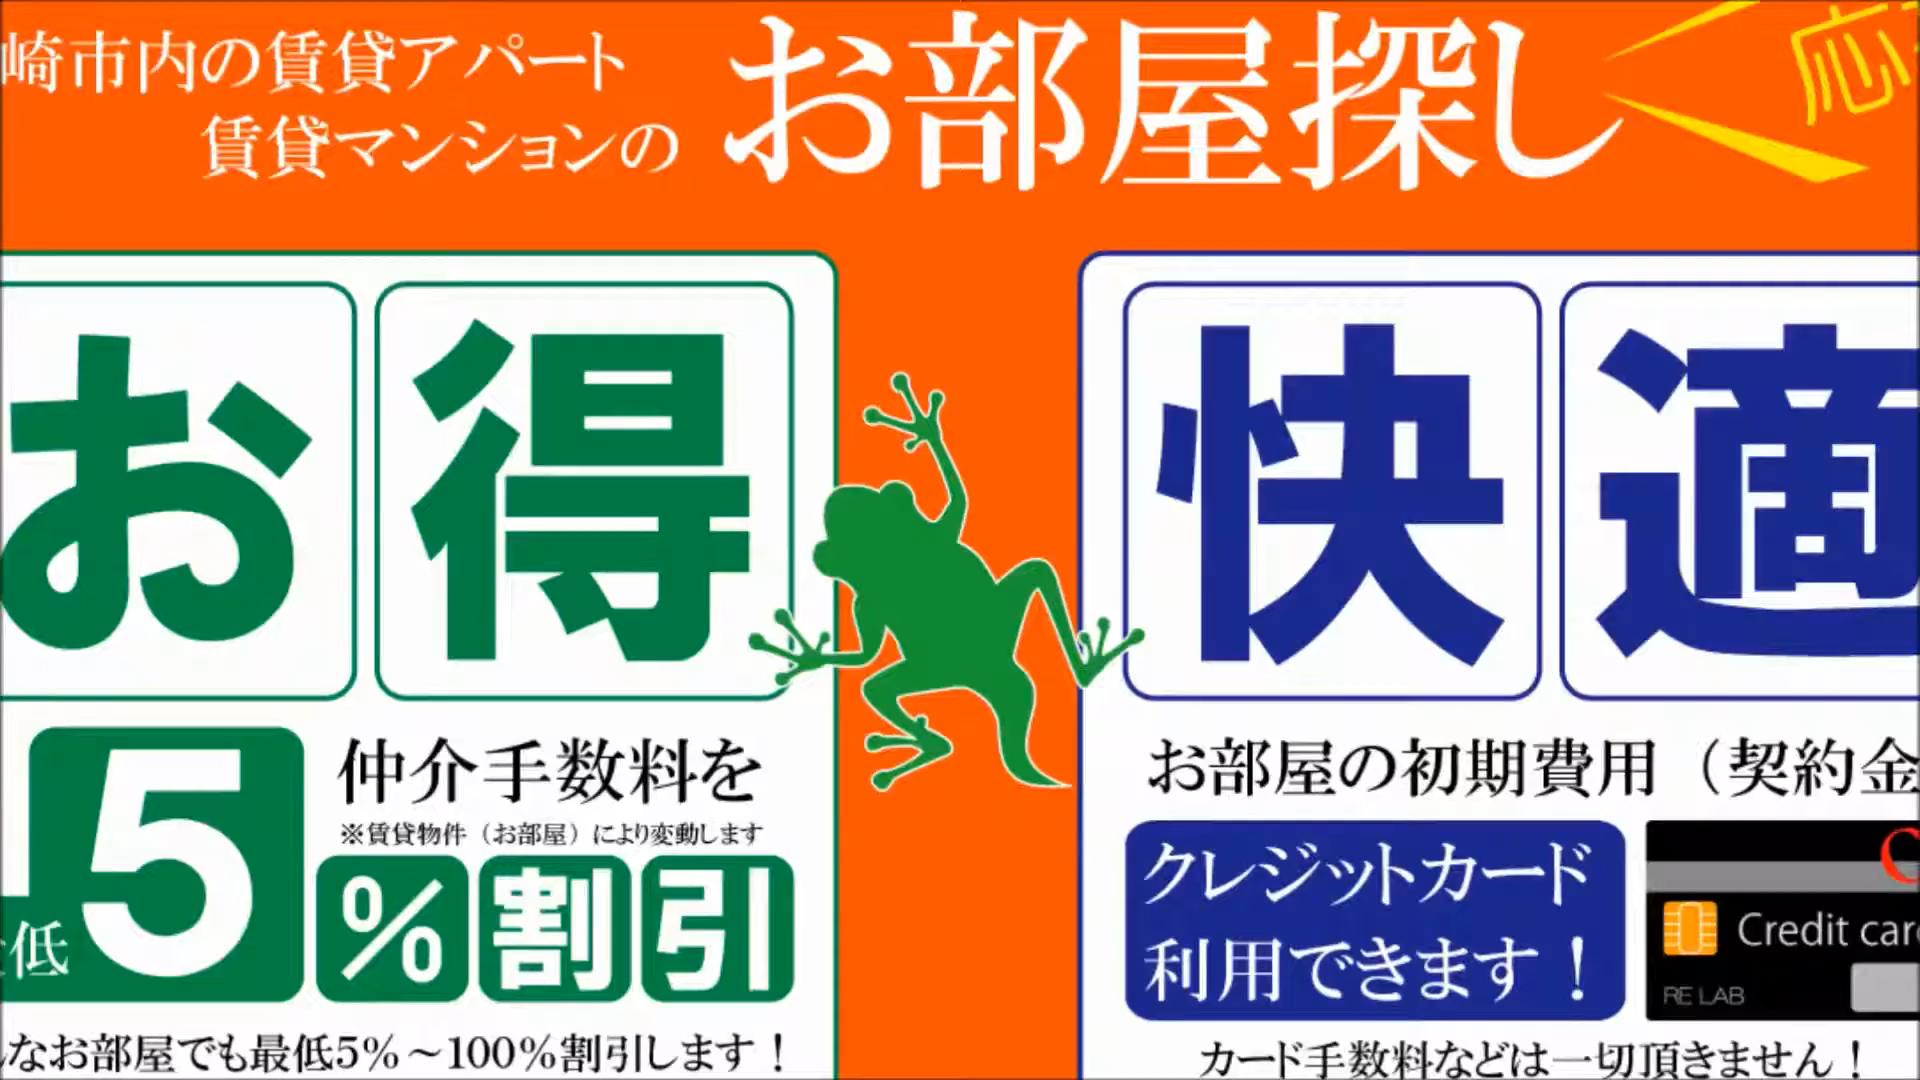 崎市内の賃貸アパート
賃貸マンションの
お部屋探し
応
お得
快適
仲介手数料を
※賃貸物件（お部屋）により変動します
低
5
%割引
なお部屋でも最低5%～100%割引します！
お部屋の初期費用（契約金
クレジットカード
利用できます！
Credit car
RE LAB
カード手数料などは一切頂きません！